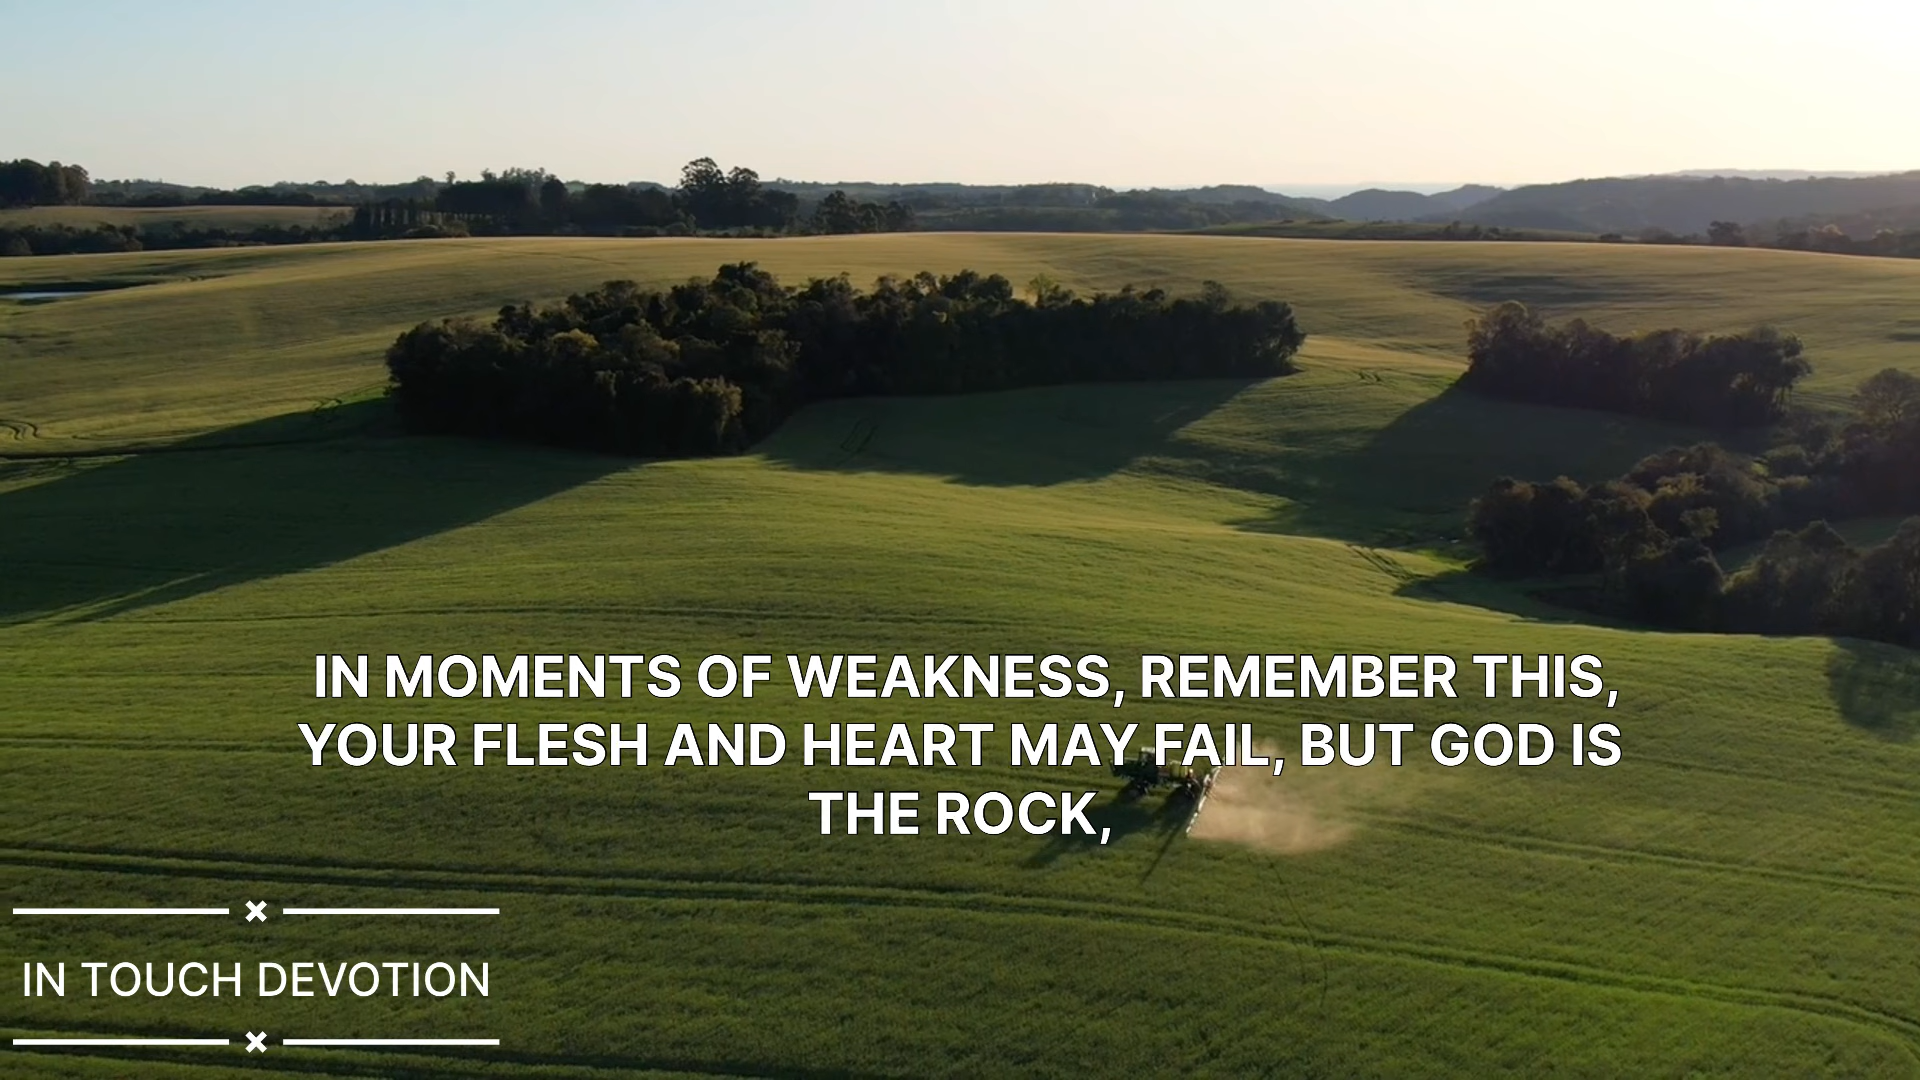 IN MOMENTS OF WEAKNESS, REMEMBER THIS,
YOUR FLESH AND HEART MAY FAIL, BUT GOD IS
THE ROCK,
IN TOUCH DEVOTION